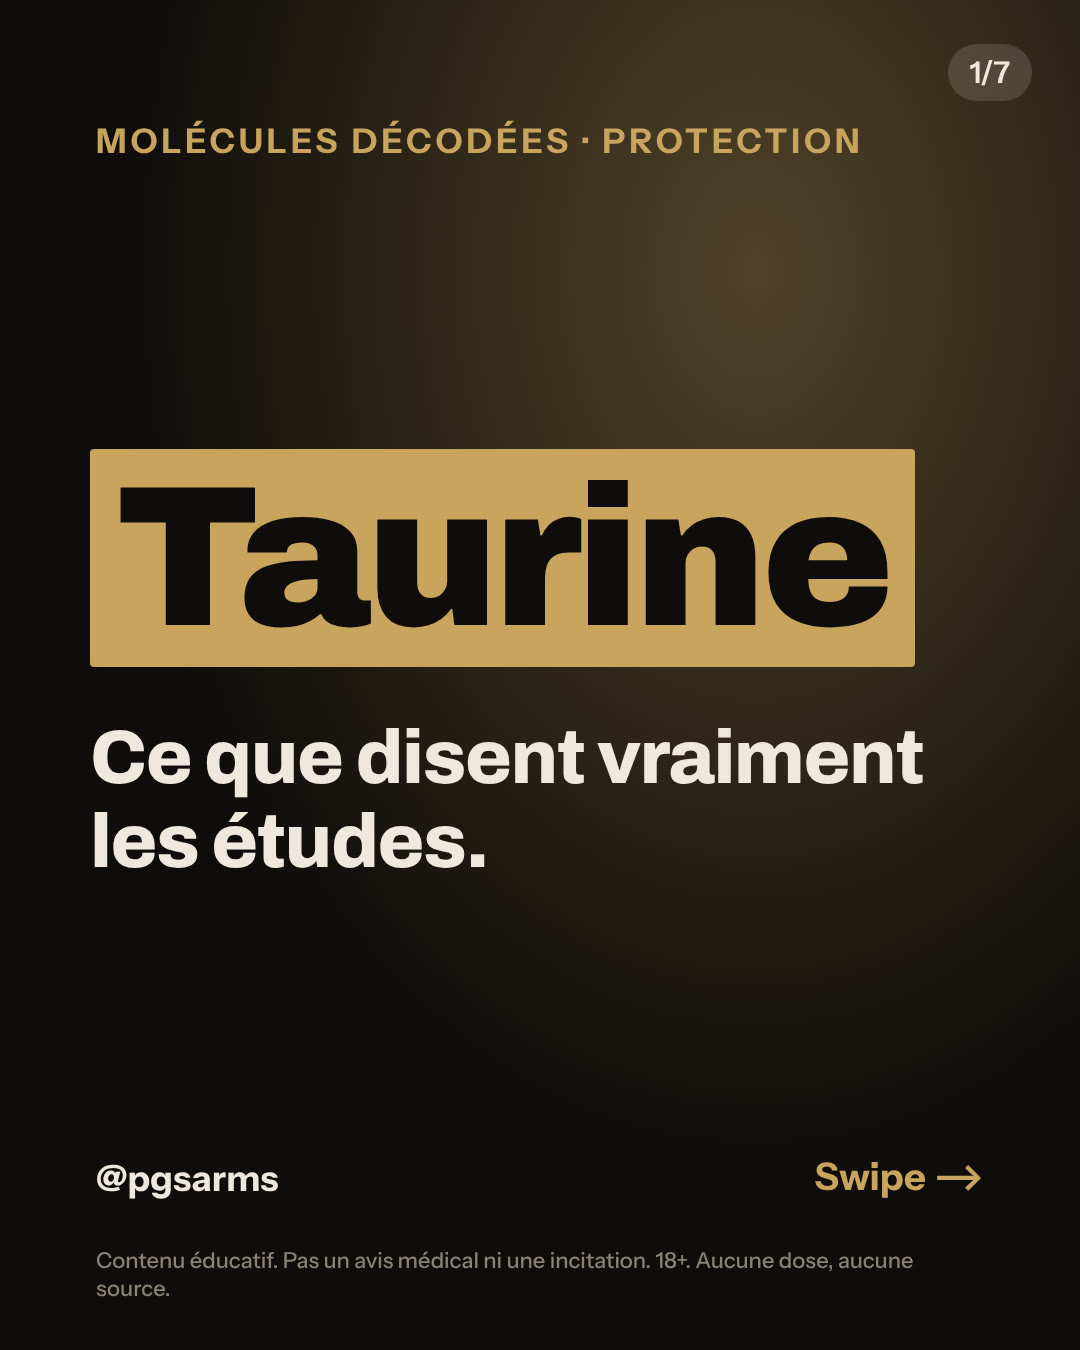 1/7
MOLÉCULES DÉCODÉES · PROTECTION
Taurine
Ce que disent vraiment
les études.
@pgsarms
Swipe →
Contenu éducatif. Pas un avis médical ni une incitation. 18+. Aucune dose, aucune
source.